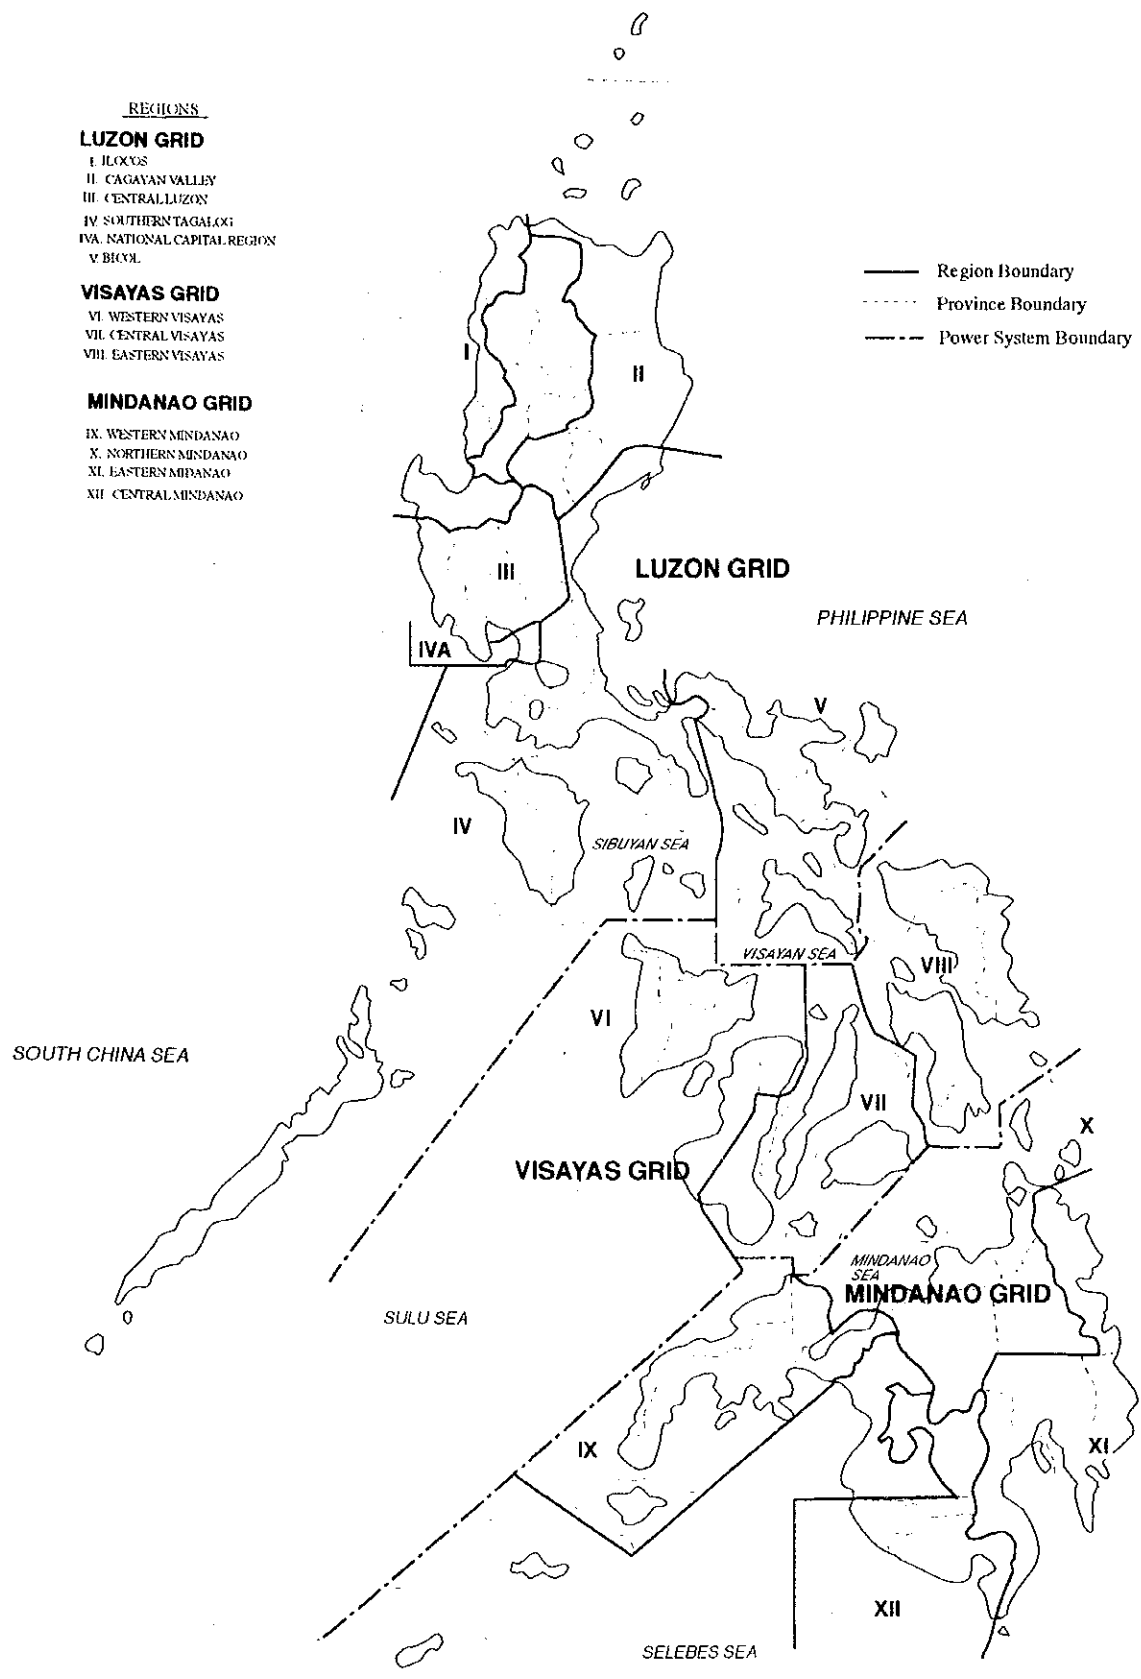 REGIONS
LUZON GRID
I. ILOCOS
II. CAGAYAN VALLEY
III. CENTRAL LUZON
IV. SOUTHERN TAGALOG
IVA. NATIONAL CAPITAL REGION
V. BICOL
VISAYAS GRID
VI. WESTERN VISAYAS
VII. CENTRAL VISAYAS
VIII. EASTERN VISAYAS
MINDANAO GRID
IX. WESTERN MINDANAO
X. NORTHERN MINDANAO
XI. EASTERN MIDANAO
XII. CENTRAL MINDANAO
Region Boundary
Province Boundary
Power System Boundary
I
II
III
LUZON GRID
PHILIPPINE SEA
IVA
V
IV
SIBUYAN SEA
VISAYAN SEA
VIII
VI
SOUTH CHINA SEA
VII
X
VISAYAS GRID
MINDANAO
SEA
MINDANAO GRID
SULU SEA
IX
XI
XII
SELEBES SEA